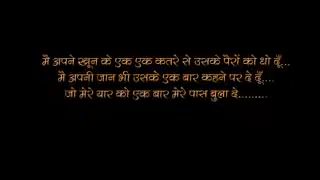 मै अपने खून के एक एक कतरे से उसके पैरों को धो दूँ,..
मै अपनी जान भी उसके एक बार कहने पर दे दूँ,...
जो मेरे यार को एक बार मेरे पास बुला दे.........